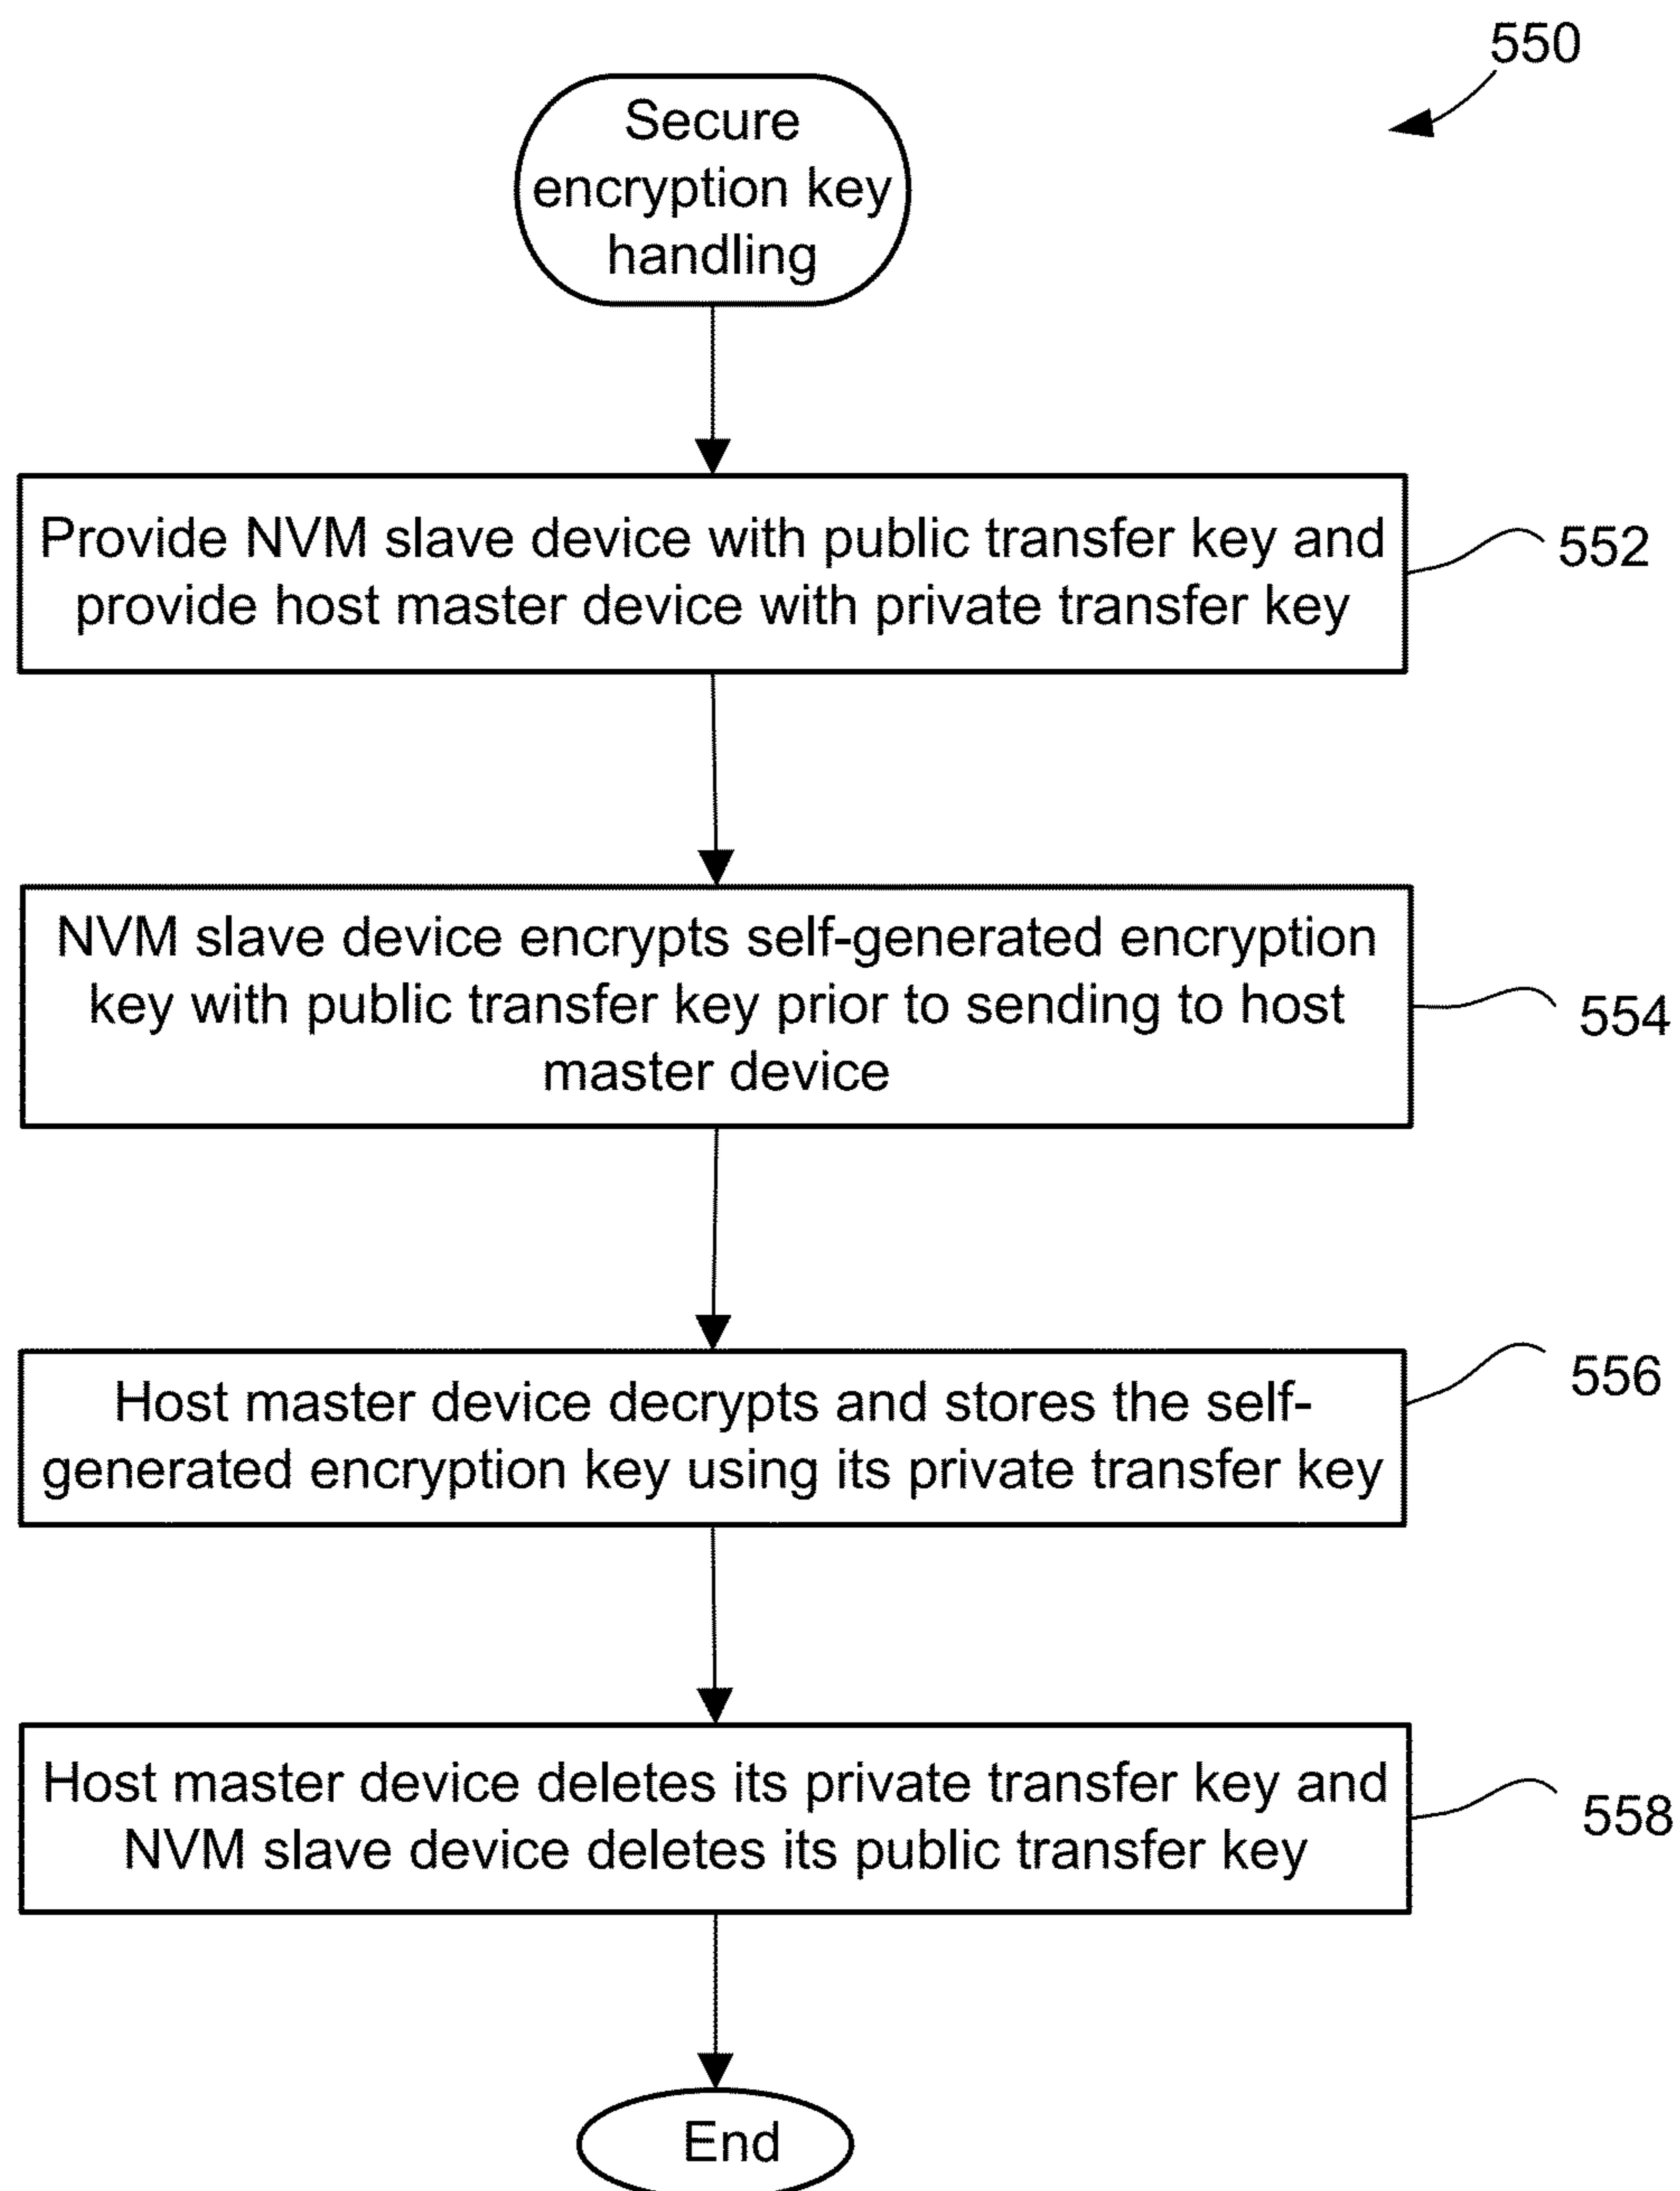 550
Secure
encryption key
handling
Provide NVM slave device with public transfer key and
provide host master device with private transfer key
552
NVM slave device encrypts self-generated encryption
key with public transfer key prior to sending to host
master device
554
Host master device decrypts and stores the self-
generated encryption key using its private transfer key
556
Host master device deletes its private transfer key and
NVM slave device deletes its public transfer key
558
End